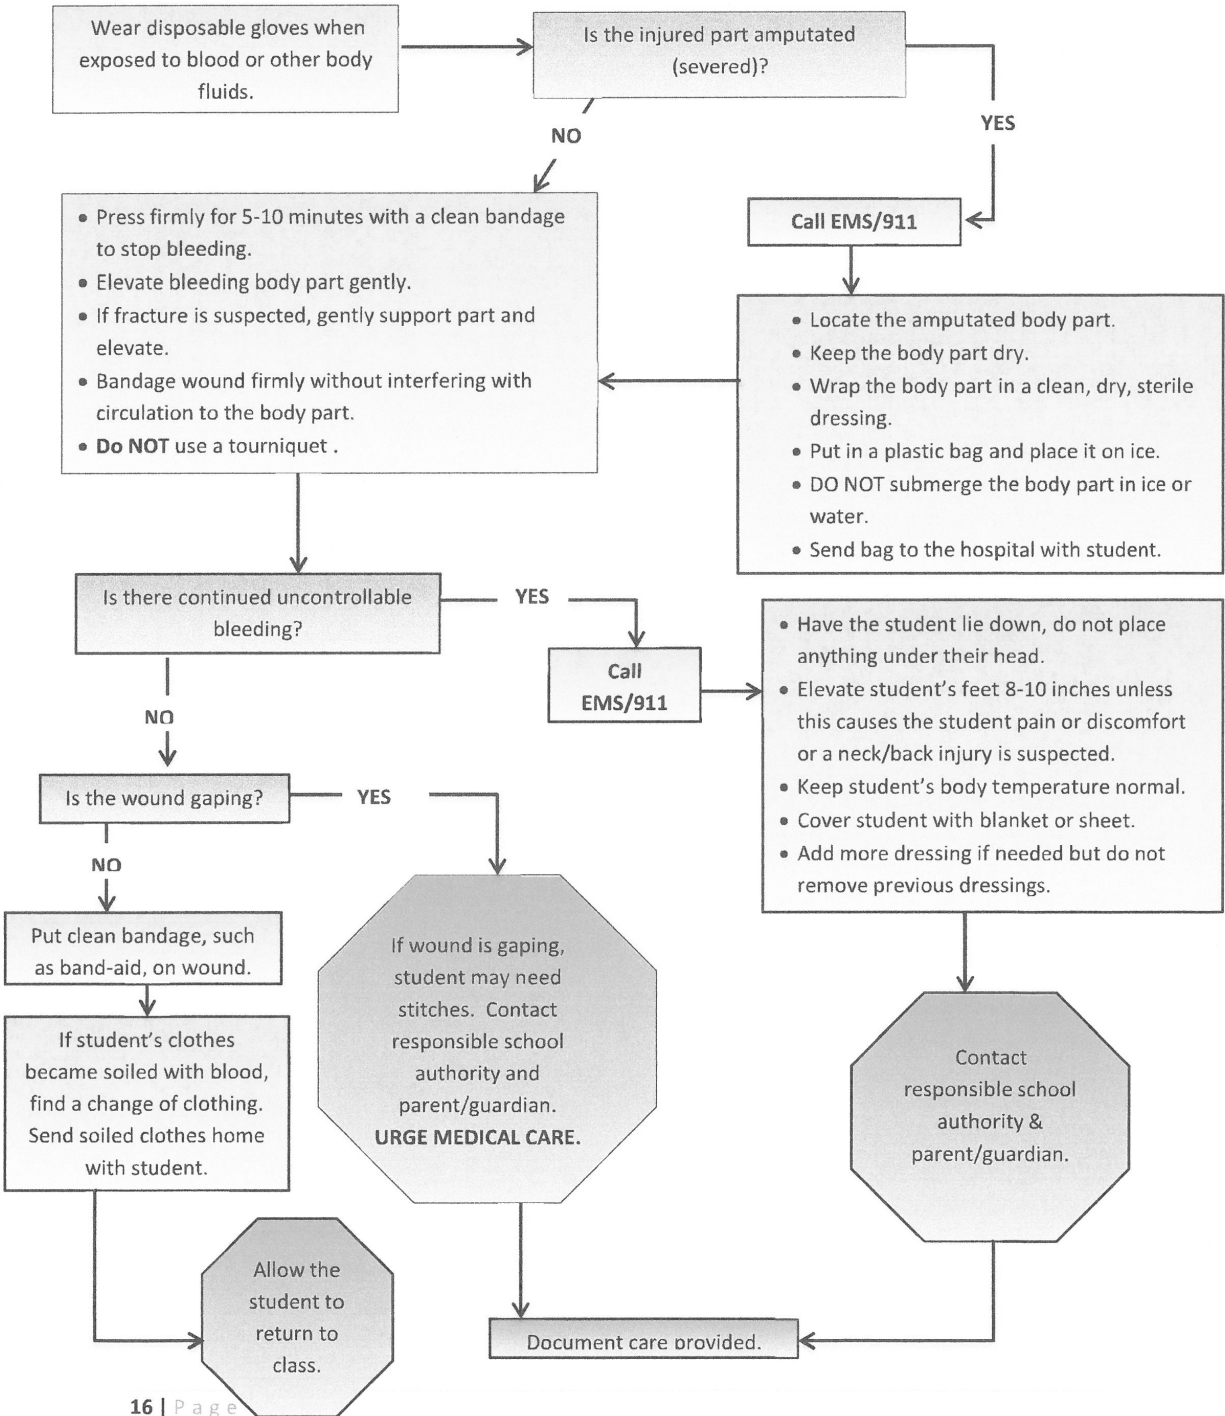 Wear disposable gloves when
exposed to blood or other body
fluids.
Is the injured part amputated
(severed)?
YES
NO
• Press firmly for 5-10 minutes with a clean bandage
to stop bleeding.
• Elevate bleeding body part gently.
• If fracture is suspected, gently support part and
elevate.
• Bandage wound firmly without interfering with
circulation to the body part.
• Do NOT use a tourniquet .
Call EMS/911
• Locate the amputated body part.
• Keep the body part dry.
• Wrap the body part in a clean, dry, sterile
dressing.
• Put in a plastic bag and place it on ice.
• DO NOT submerge the body part in ice or
water.
• Send bag to the hospital with student.
Is there continued uncontrollable
bleeding?
YES
Call
EMS/911
• Have the student lie down, do not place
anything under their head.
• Elevate student's feet 8-10 inches unless
this causes the student pain or discomfort
or a neck/back injury is suspected.
• Keep student's body temperature normal.
• Cover student with blanket or sheet.
• Add more dressing if needed but do not
remove previous dressings.
NO
Is the wound gaping?
YES
NO
Put clean bandage, such
as band-aid, on wound.
If student's clothes
became soiled with blood,
find a change of clothing.
Send soiled clothes home
with student.
If wound is gaping,
student may need
stitches. Contact
responsible school
authority and
parent/guardian.
URGE MEDICAL CARE.
Contact
responsible school
authority &
parent/guardian.
Allow the
student to
return to
class.
Document care provided.
16 | Page